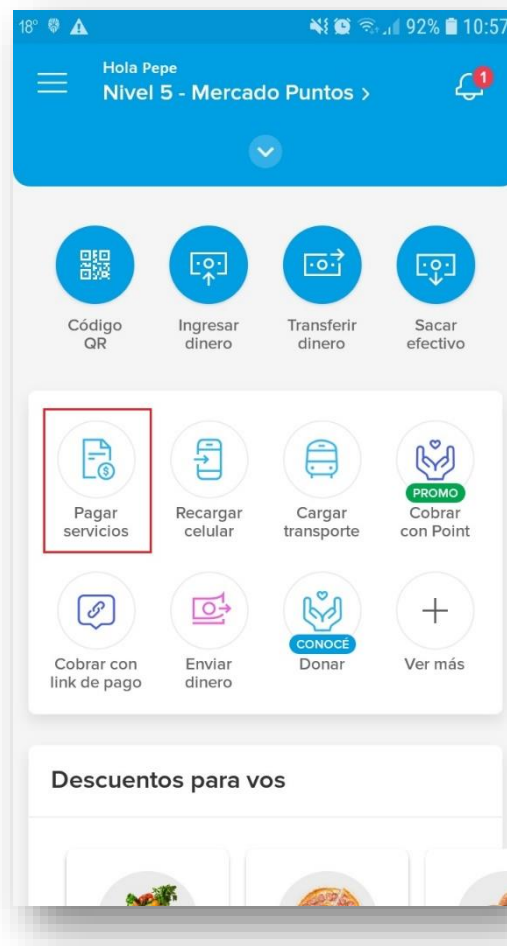 18° 92% 10:57
Hola Pepe
Nivel 5 - Mercado Puntos >
1
Código QR
Ingresar dinero
Transferir dinero
Sacar efectivo
PROMO
Pagar servicios
Recargar celular
Cargar transporte
Cobrar con Point
CONOCÉ
Cobrar con link de pago
Enviar dinero
Donar
Ver más
Descuentos para vos